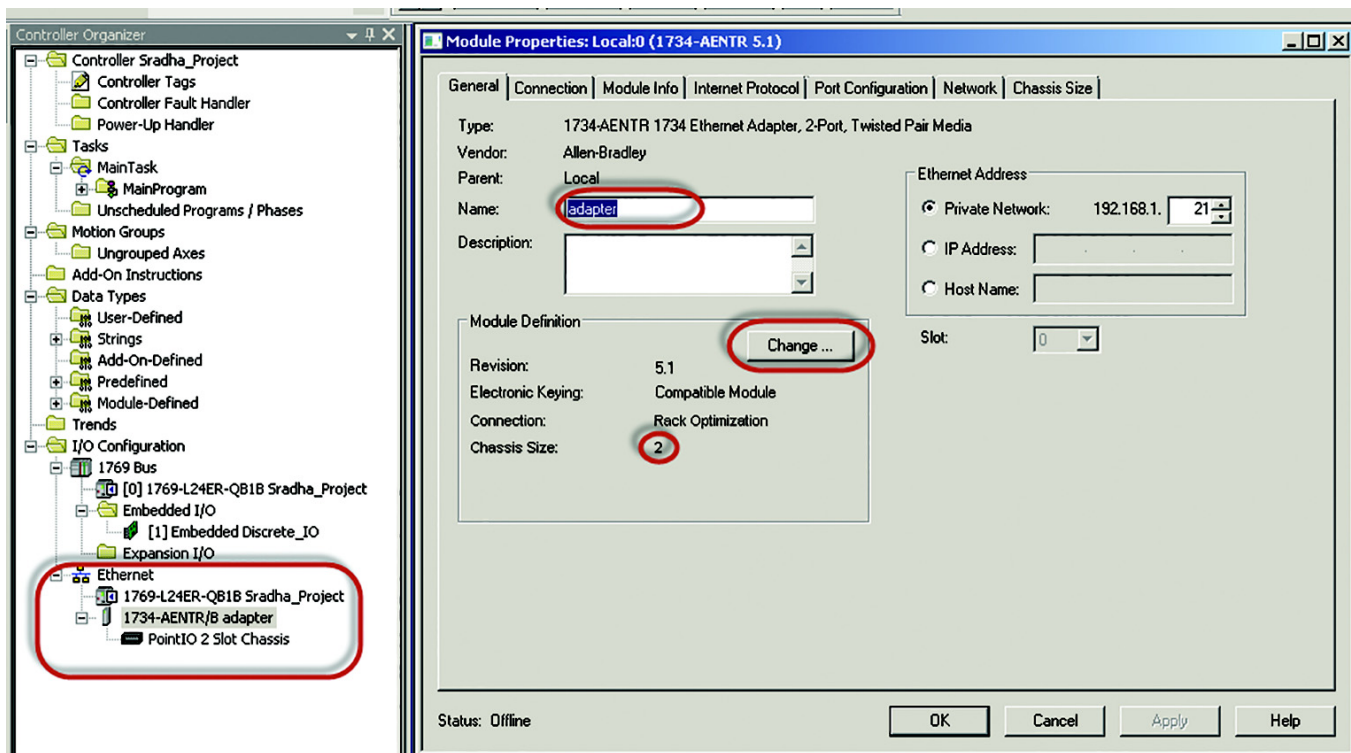 Controller Organizer
Controller Sradha_Project
Controller Tags
Controller Fault Handler
Power-Up Handler
Tasks
MainTask
MainProgram
Unscheduled Programs / Phases
Motion Groups
Ungrouped Axes
Add-On Instructions
Data Types
User-Defined
Strings
Add-On-Defined
Predefined
Module-Defined
Trends
I/O Configuration
1769 Bus
[0] 1769-L24ER-QB1B Sradha_Project
Embedded I/O
[1] Embedded Discrete_IO
Expansion I/O
Ethernet
1769-L24ER-QB1B Sradha_Project
1734-AENTR/B adapter
PointIO 2 Slot Chassis
Module Properties: Local:0 (1734-AENTR 5.1)
General Connection Module Info Internet Protocol Port Configuration Network Chassis Size
Type: 1734-AENTR 1734 Ethernet Adapter, 2-Port, Twisted Pair Media
Vendor: Allen-Bradley
Parent: Local
Name: adapter
Description:
Ethernet Address
Private Network: 192.168.1. 21
IP Address:
Host Name:
Slot: 0
Module Definition
Change ...
Revision: 5.1
Electronic Keying: Compatible Module
Connection: Rack Optimization
Chassis Size: 2
Status: Offline
OK Cancel Apply Help